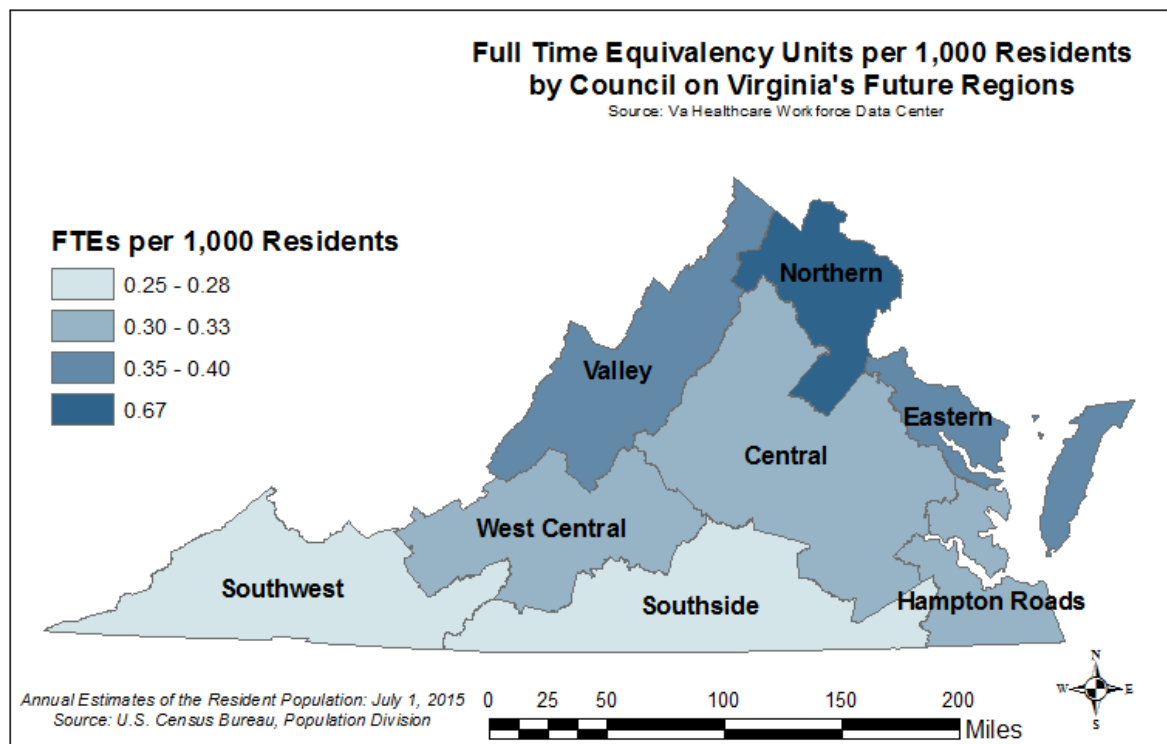 Full Time Equivalency Units per 1,000 Residents
by Council on Virginia's Future Regions
Source: Va Healthcare Workforce Data Center
FTEs per 1,000 Residents
0.25 - 0.28
0.30 - 0.33
0.35 - 0.40
0.67
Northern
Valley
Eastern
Central
West Central
Southwest
Southside
Hampton Roads
Annual Estimates of the Resident Population: July 1, 2015
Source: U.S. Census Bureau, Population Division
0 25 50 100 150 200
Miles
N
W E
S